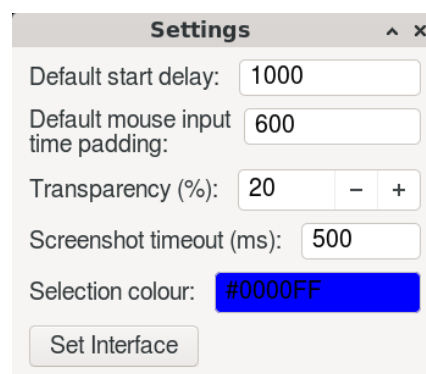 Settings
Default start delay: 1000
Default mouse input
time padding: 600
Transparency (%): 20 − +
Screenshot timeout (ms): 500
Selection colour: #0000FF
Set Interface